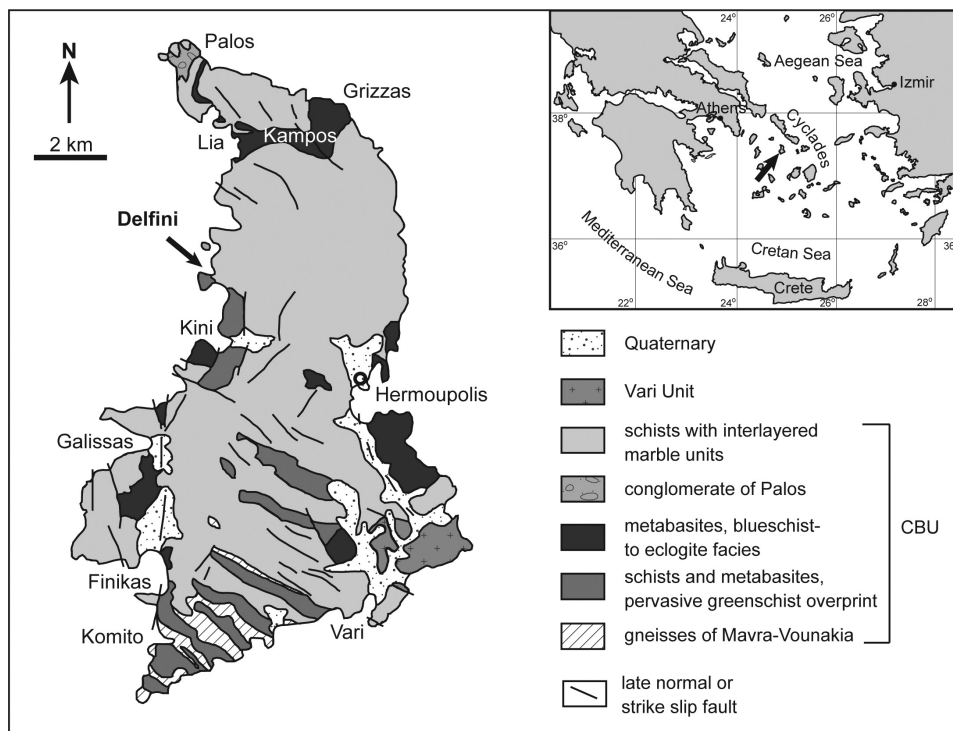 Palos
N
Grizzas
2 km
Lia
Kampos
Delfini
Kini
Hermoupolis
Galissas
Finikas
Komito
Vari
24°
26°
Aegean Sea
Izmir
Athens
38°
Cyclades
36°
36
Mediterranean Sea
Cretan Sea
Crete
22°
24°
26°
28°
Quaternary
Vari Unit
schists with interlayered
marble units
conglomerate of Palos
CBU
metabasites, blueschist-
to eclogite facies
schists and metabasites,
pervasive greenschist overprint
gneisses of Mavra-Vounakia
late normal or
strike slip fault